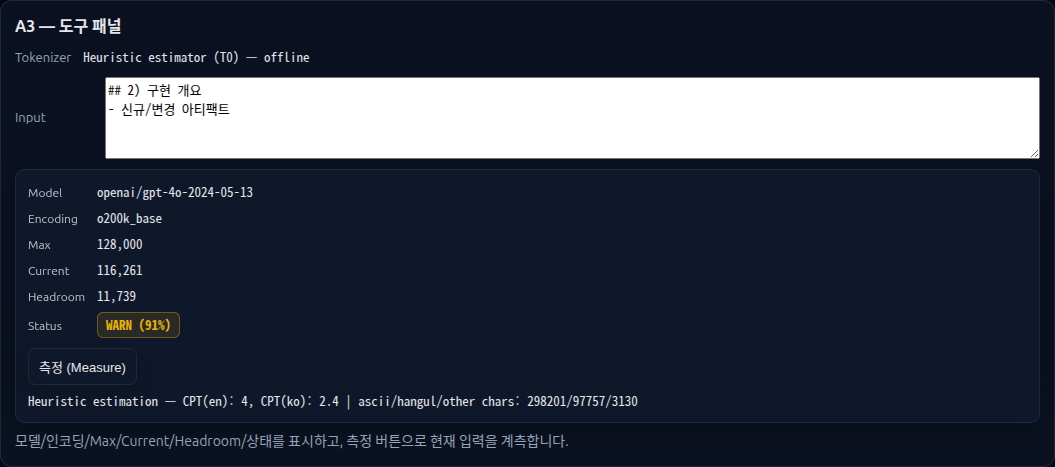 A3 — 도구 패널
Tokenizer Heuristic estimator (T0) — offline
Input
## 2) 구현 개요
- 신규/변경 아티팩트
Model openai/gpt-4o-2024-05-13
Encoding o200k_base
Max 128,000
Current 116,261
Headroom 11,739
Status WARN (91%)
측정 (Measure)
Heuristic estimation — CPT(en): 4, CPT(ko): 2.4 | ascii/hangul/other chars: 298201/97757/3130
모델/인코딩/Max/Current/Headroom/상태를 표시하고, 측정 버튼으로 현재 입력을 계측합니다.